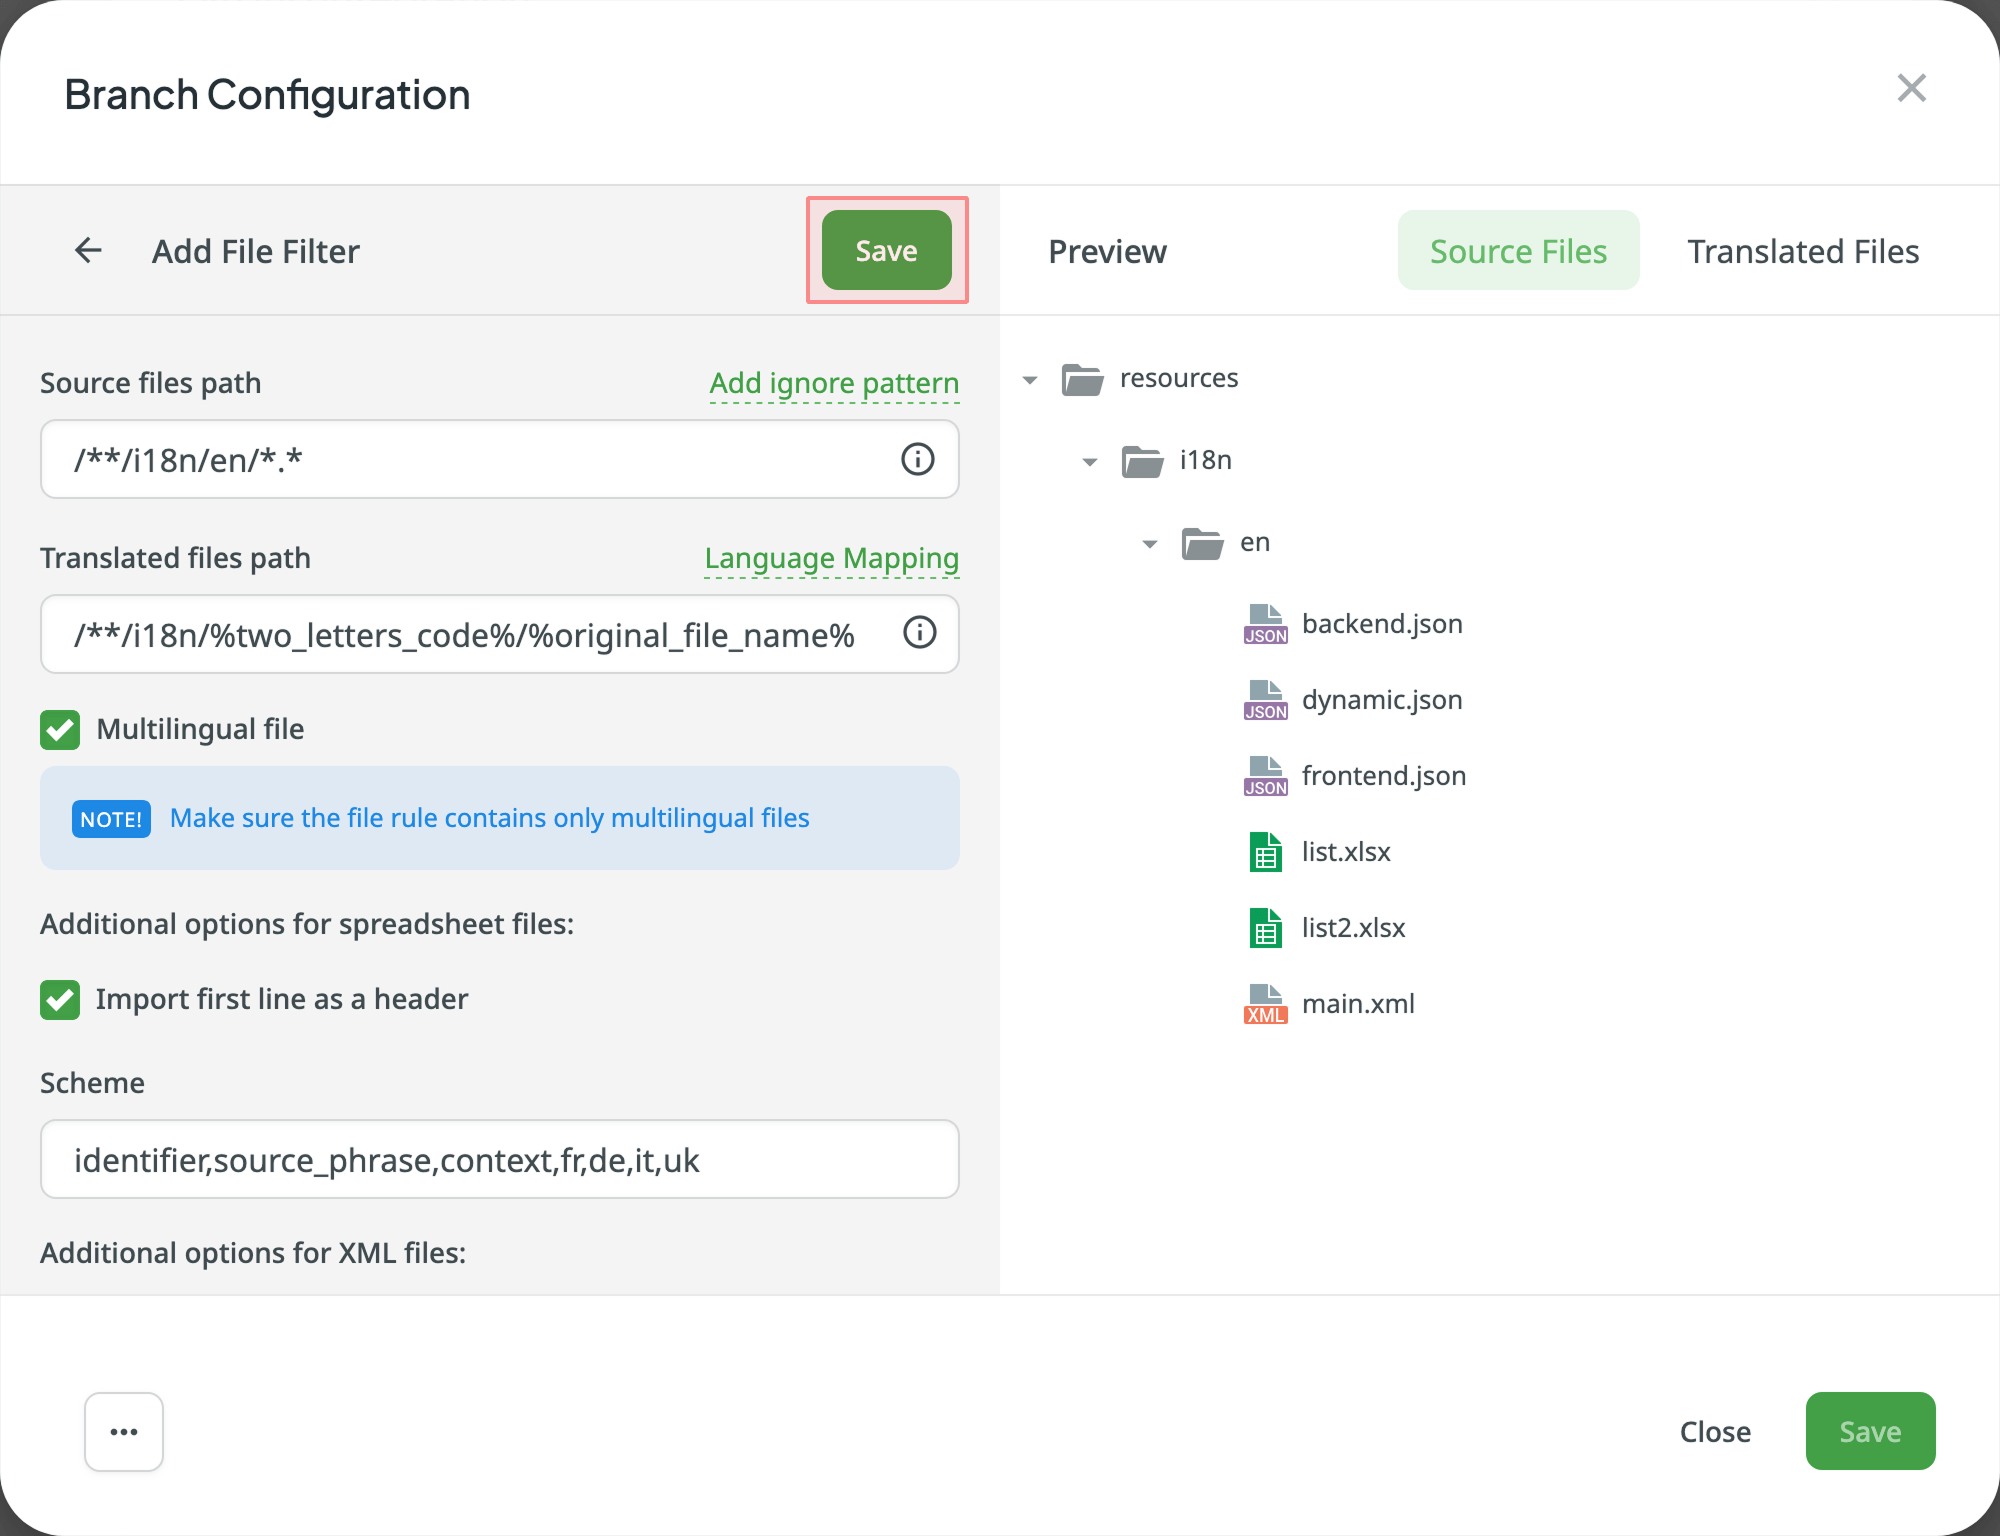 Branch Configuration
Add File Filter
Save
Source files path
Add ignore pattern
/**/i18n/en/*.*
Translated files path
Language Mapping
/**/i18n/%two_letters_code%/%original_file_name%
Multilingual file
NOTE! Make sure the file rule contains only multilingual files
Additional options for spreadsheet files:
Import first line as a header
Scheme
identifier,source_phrase,context,fr,de,it,uk
Additional options for XML files:
Preview
Source Files
Translated Files
resources
i18n
en
JSON backend.json
JSON dynamic.json
JSON frontend.json
list.xlsx
list2.xlsx
XML main.xml
Close
Save